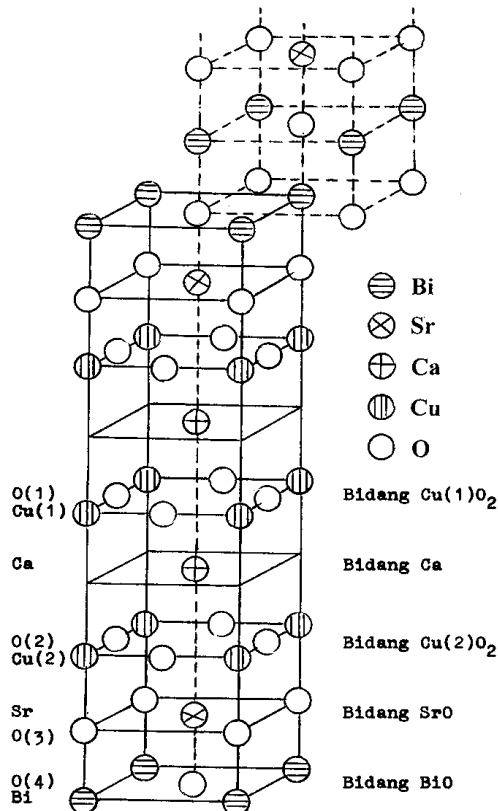 Bi
Sr
Ca
Cu
O
O(1)
Cu(1)
Bidang Cu(1)O₂
Ca
Bidang Ca
O(2)
Cu(2)
Bidang Cu(2)O₂
Sr
O(3)
Bidang SrO
O(4)
Bi
Bidang BiO